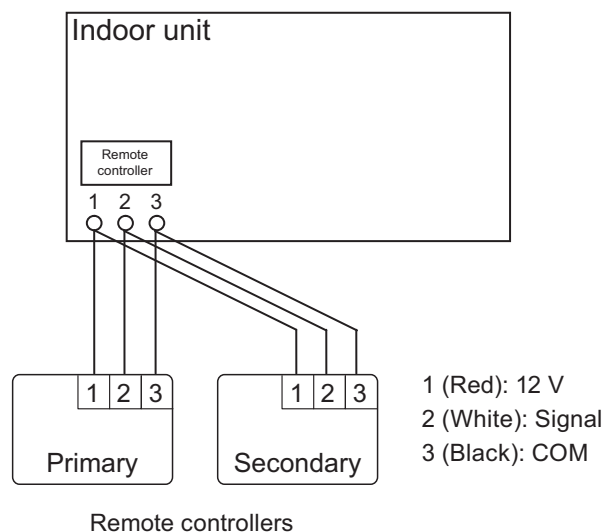 Indoor unit
Remote
controller
1 2 3
1 2 3
1 2 3
Primary
Secondary
1 (Red): 12 V
2 (White): Signal
3 (Black): COM
Remote controllers